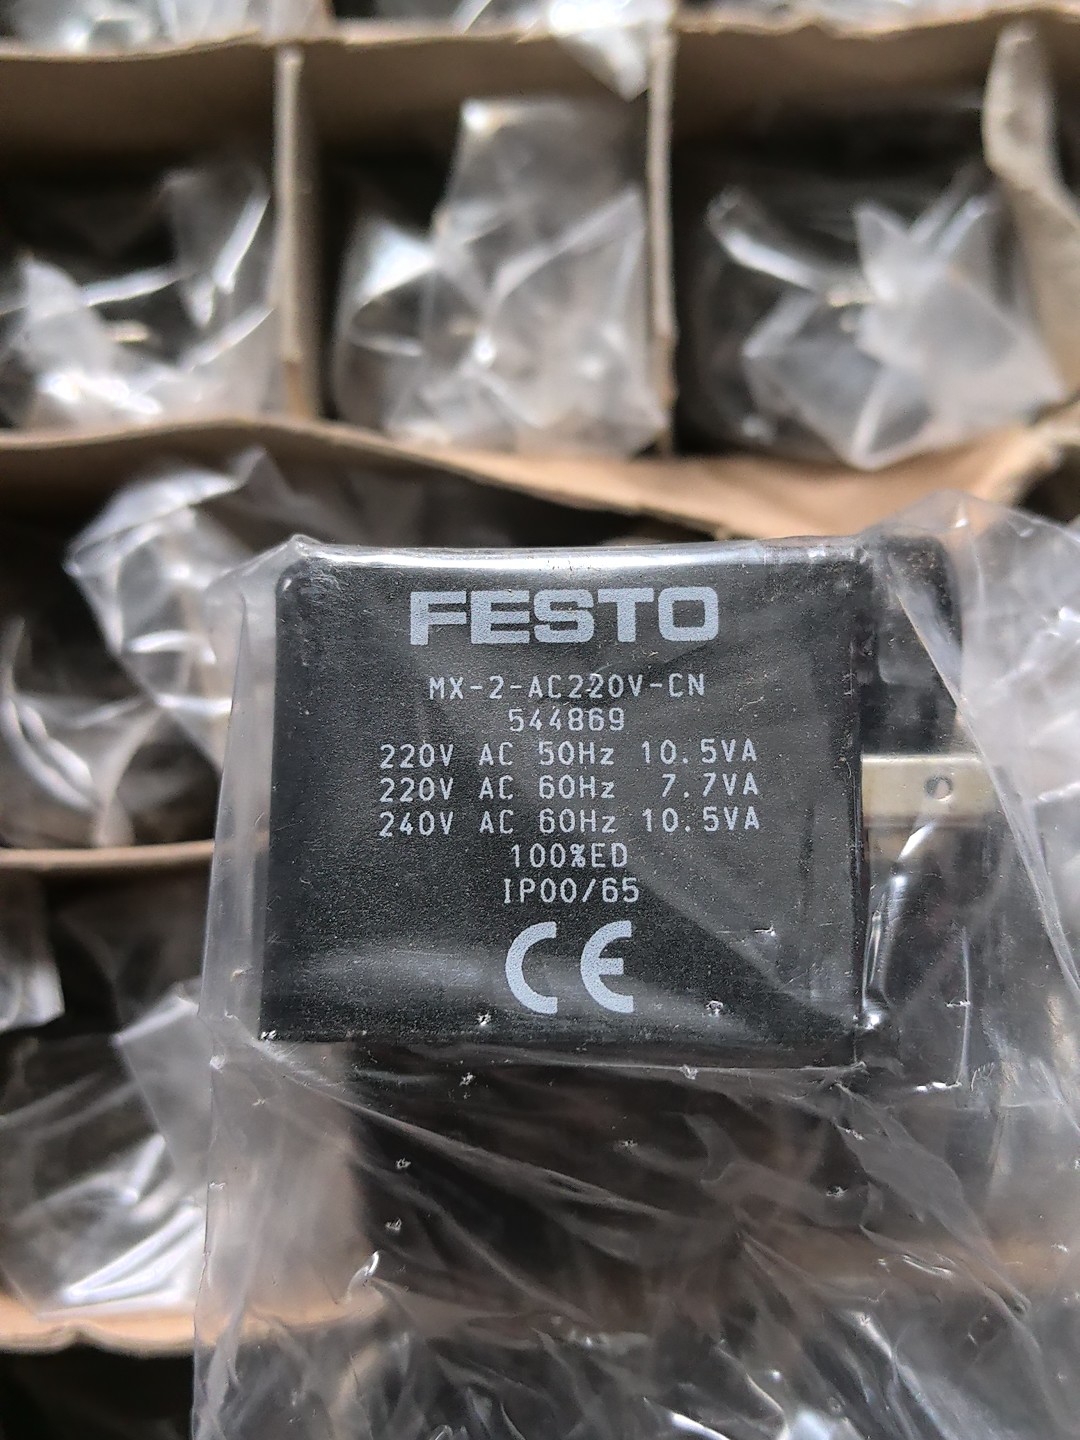 FESTO
MX-2-AC220V-CN
544869
220V AC 50Hz 10.5VA
220V AC 60Hz 7.7VA
240V AC 60Hz 10.5VA
100%ED
IP00/65
CE